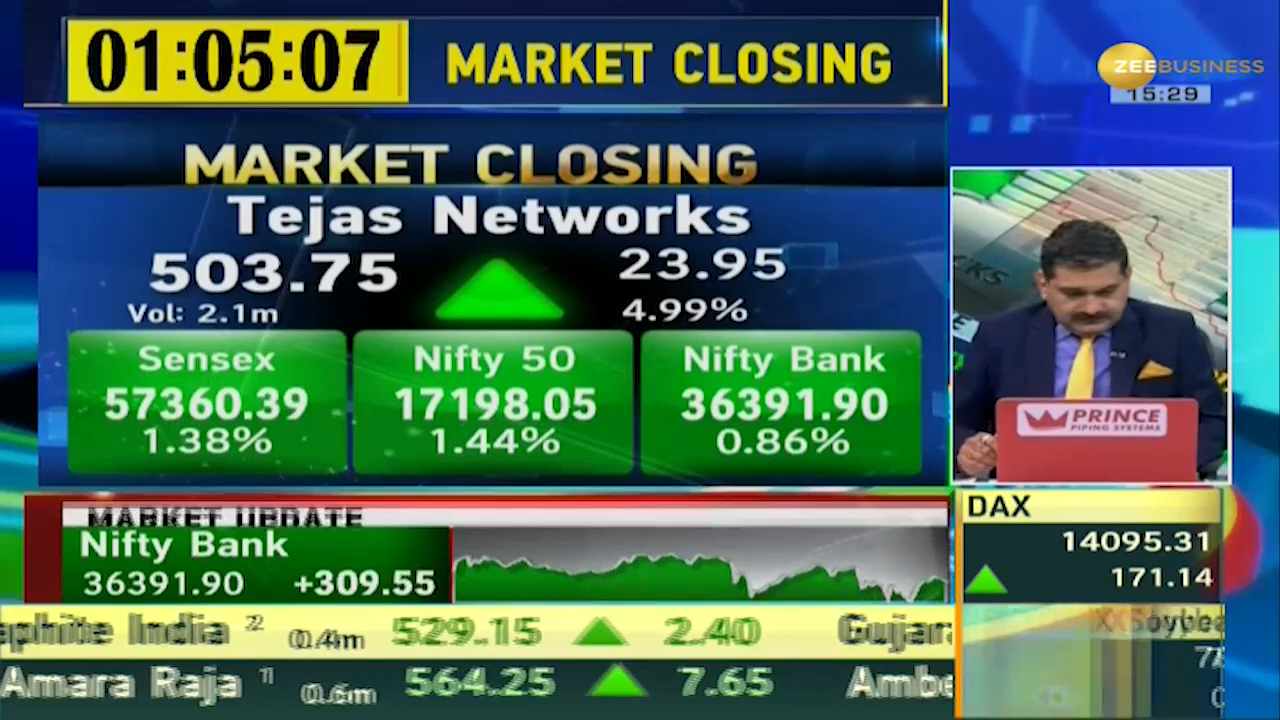 01:05:07 MARKET CLOSING
ZEEBUSINESS
15:29
MARKET CLOSING
Tejas Networks
503.75 23.95
Vol: 2.1m 4.99%
Sensex
57360.39
1.38%
Nifty 50
17198.05
1.44%
Nifty Bank
36391.90
0.86%
PRINCE
PIPING SYSTEMS
MARKET UPDATE
Nifty Bank
36391.90 +309.55
DAX
14095.31
171.14
aphite India 0.4m 529.15 2.40 Gujara
Amara Raja 0.6m 564.25 7.65 Ambe